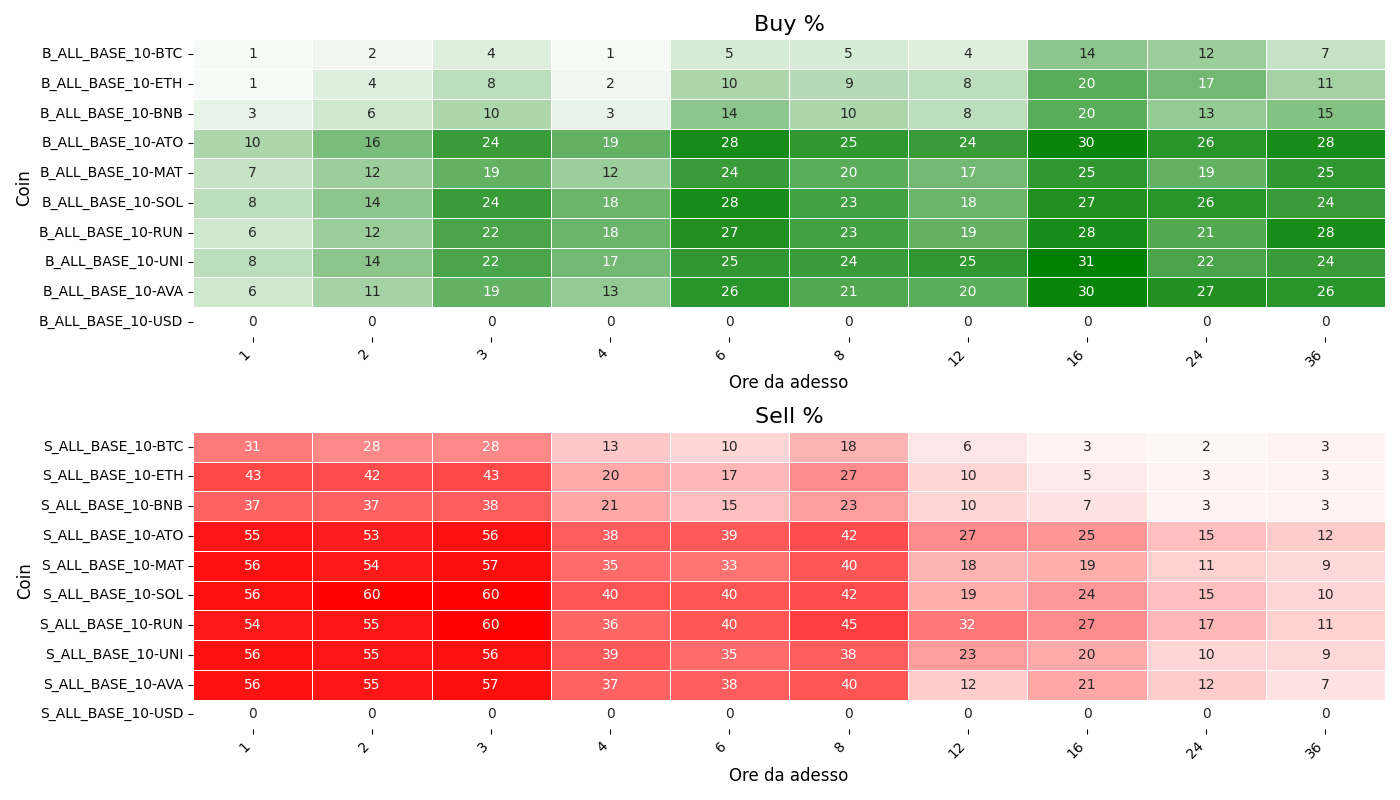 Buy %
Coin
B_ALL_BASE_10-BTC 1 2 4 1 5 5 4 14 12 7
B_ALL_BASE_10-ETH 1 4 8 2 10 9 8 20 17 11
B_ALL_BASE_10-BNB 3 6 10 3 14 10 8 20 13 15
B_ALL_BASE_10-ATO 10 16 24 19 28 25 24 30 26 28
B_ALL_BASE_10-MAT 7 12 19 12 24 20 17 25 19 25
B_ALL_BASE_10-SOL 8 14 24 18 28 23 18 27 26 24
B_ALL_BASE_10-RUN 6 12 22 18 27 23 19 28 21 28
B_ALL_BASE_10-UNI 8 14 22 17 25 24 25 31 22 24
B_ALL_BASE_10-AVA 6 11 19 13 26 21 20 30 27 26
B_ALL_BASE_10-USD 0 0 0 0 0 0 0 0 0 0
1 2 3 4 6 8 12 16 24 36
Ore da adesso
Sell %
Coin
S_ALL_BASE_10-BTC 31 28 28 13 10 18 6 3 2 3
S_ALL_BASE_10-ETH 43 42 43 20 17 27 10 5 3 3
S_ALL_BASE_10-BNB 37 37 38 21 15 23 10 7 3 3
S_ALL_BASE_10-ATO 55 53 56 38 39 42 27 25 15 12
S_ALL_BASE_10-MAT 56 54 57 35 33 40 18 19 11 9
S_ALL_BASE_10-SOL 56 60 60 40 40 42 19 24 15 10
S_ALL_BASE_10-RUN 54 55 60 36 40 45 32 27 17 11
S_ALL_BASE_10-UNI 56 55 56 39 35 38 23 20 10 9
S_ALL_BASE_10-AVA 56 55 57 37 38 40 12 21 12 7
S_ALL_BASE_10-USD 0 0 0 0 0 0 0 0 0 0
1 2 3 4 6 8 12 16 24 36
Ore da adesso